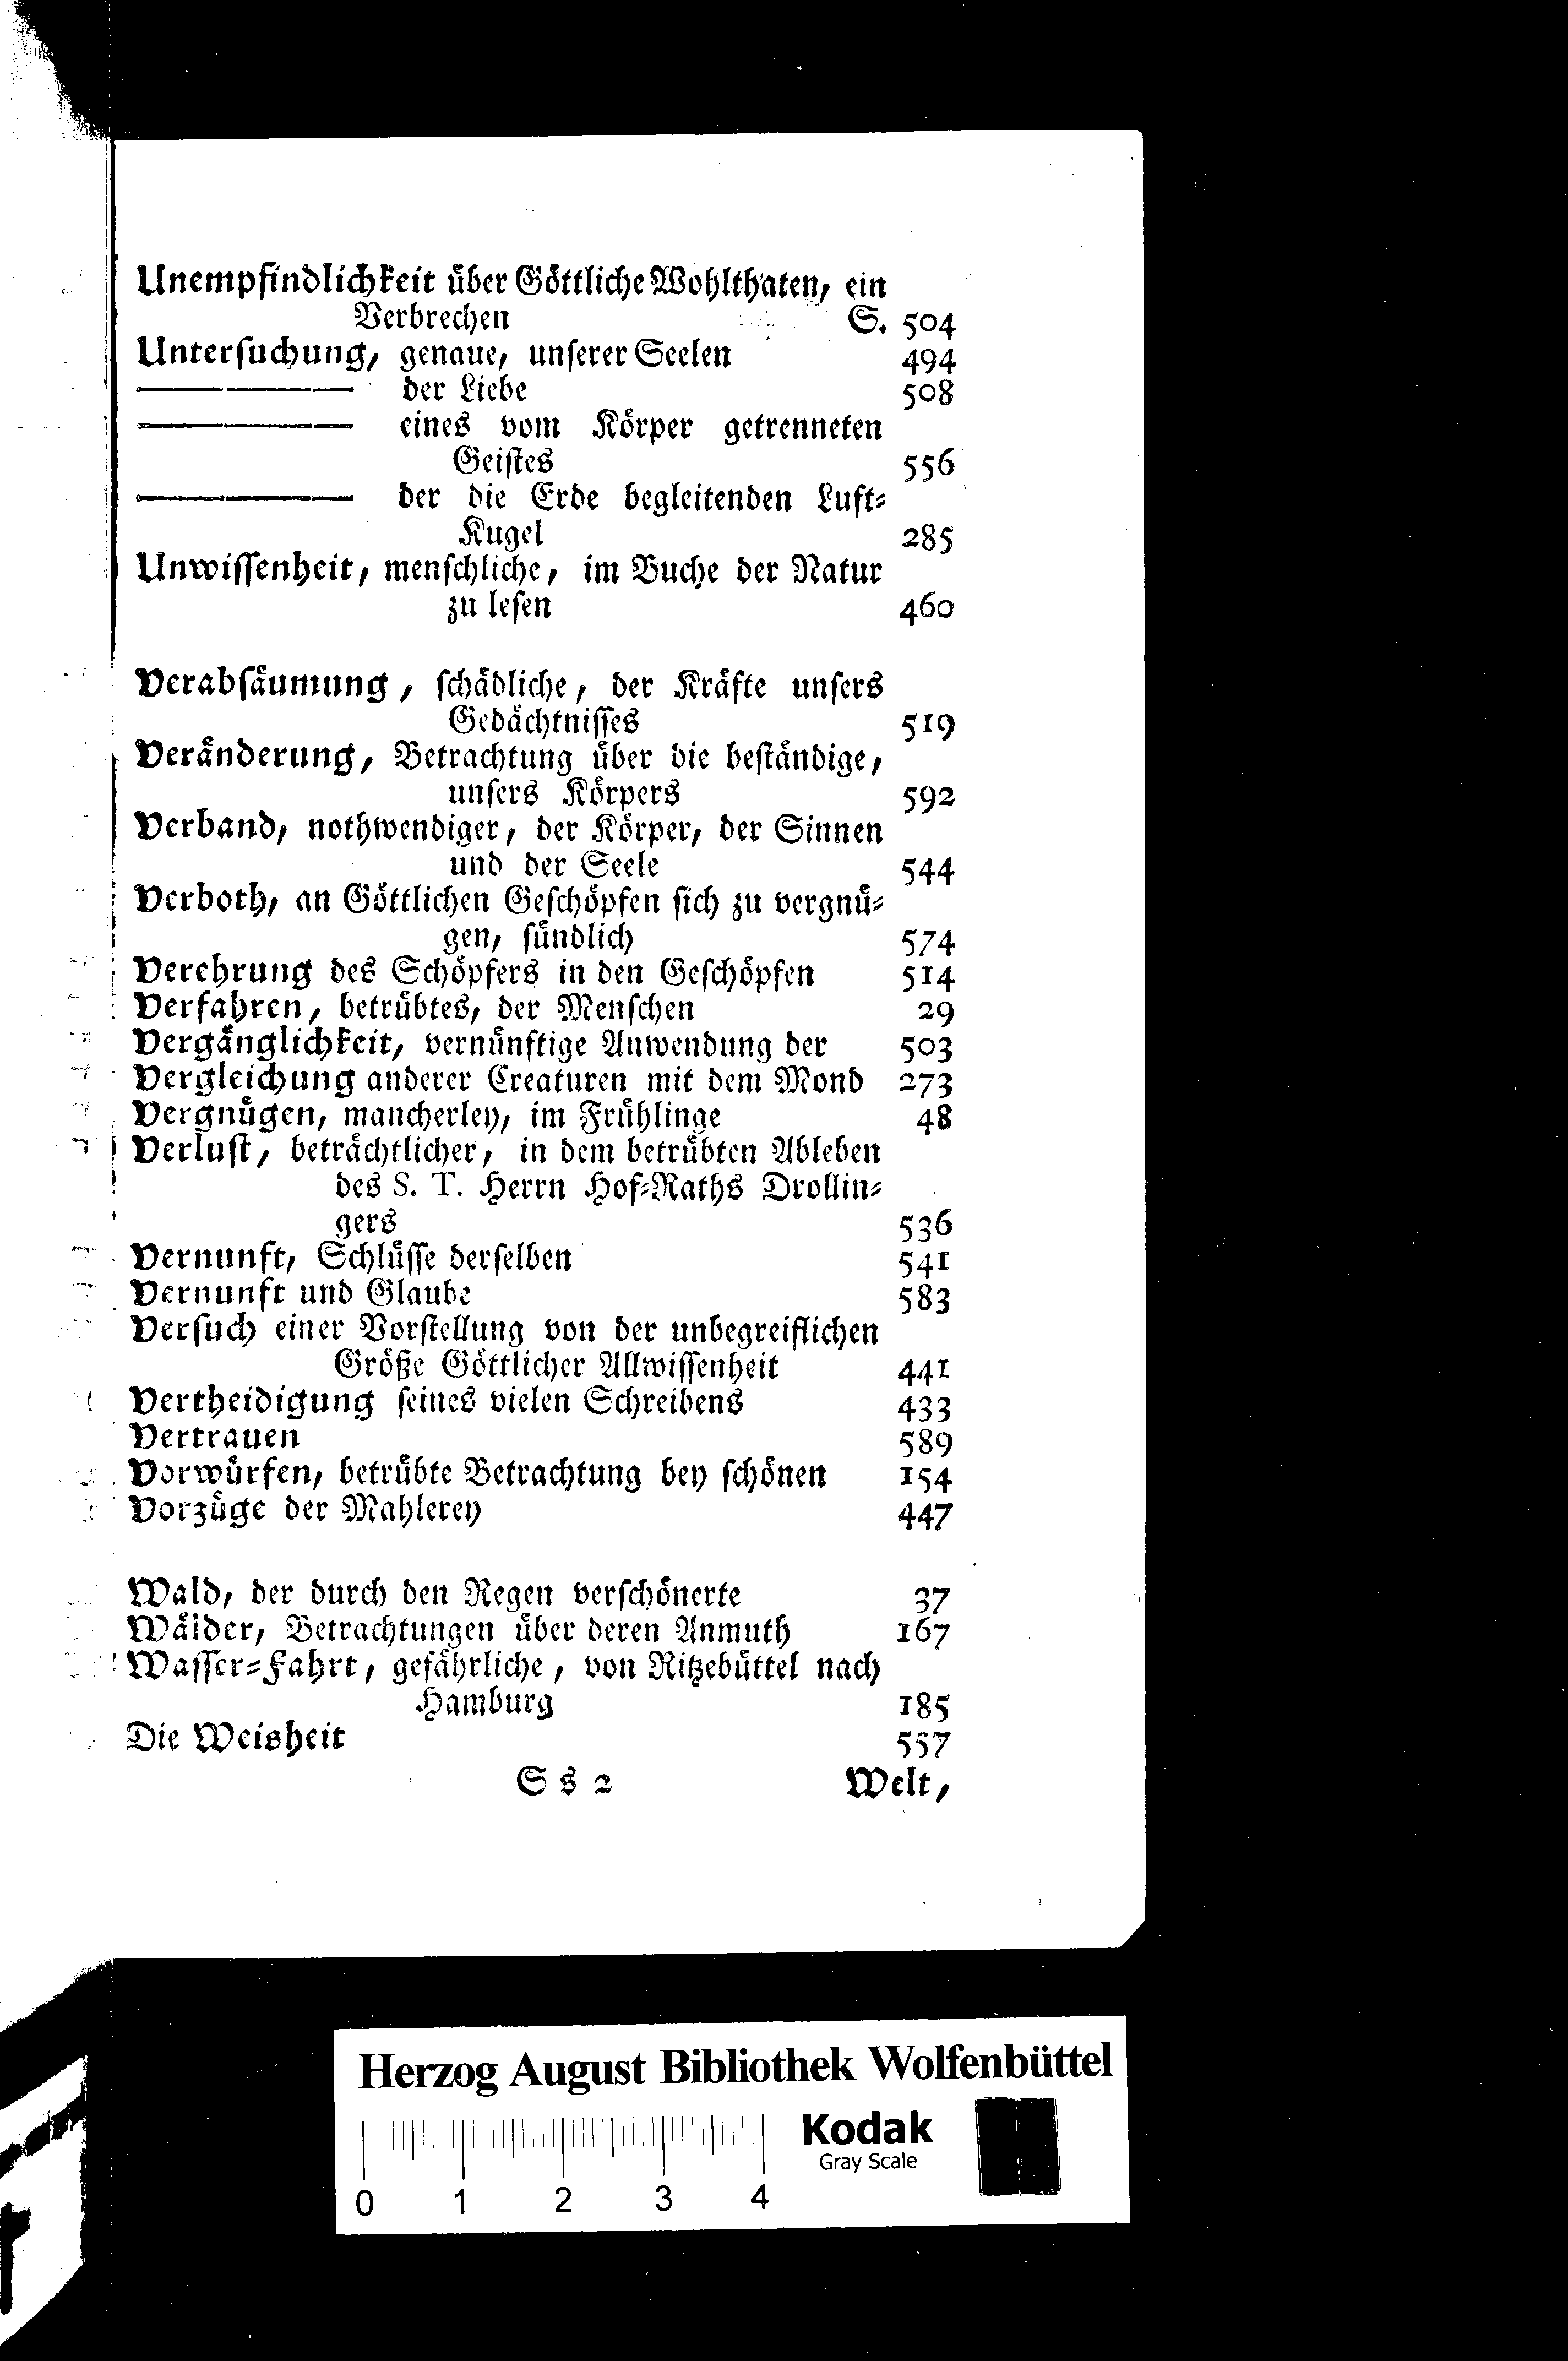 Unempfindlichkeit über Göttliche Wohlthaten, ein
Verbrechen S. 504
Untersuchung, genaue, unserer Seelen 494
——— der Liebe 508
——— eines vom Körper getrenneten
Geistes 556
——— der die Erde begleitenden Luft-
Kugel 285
Unwissenheit, menschliche, im Buche der Natur
zu lesen 460
Verabsäumung, schädliche, der Kräfte unsers
Gedächtnisses 519
Veränderung, Betrachtung über die beständige,
unsers Körpers 592
Verband, nothwendiger, der Körper, der Sinnen
und der Seele 544
Verboth, an Göttlichen Geschöpfen sich zu vergnü-
gen, sündlich 574
Verehrung des Schöpfers in den Geschöpfen 514
Verfahren, betrübtes, der Menschen 29
Vergänglichkeit, vernünftige Anwendung der 503
Vergleichung anderer Creaturen mit dem Mond 273
Vergnügen, mancherley, im Frühlinge 48
Verlust, beträchtlicher, in dem betrübten Ableben
des S. T. Herrn Hof-Raths Drollin-
gers 536
Vernunft, Schlüsse derselben 541
Vernunft und Glaube 583
Versuch einer Vorstellung von der unbegreiflichen
Größe Göttlicher Allwissenheit 441
Vertheidigung seines vielen Schreibens 433
Vertrauen 589
Vorwürfen, betrübte Betrachtung bey schönen 154
Vorzüge der Mahlerey 447
Wald, der durch den Regen verschönerte 37
Wälder, Betrachtungen über deren Anmuth 167
Wasser-Fahrt, gefährliche, von Ritzebüttel nach
Hamburg 185
Die Weisheit 557
S s 2 Welt,
Herzog August Bibliothek Wolfenbüttel
Kodak
Gray Scale
0 1 2 3 4